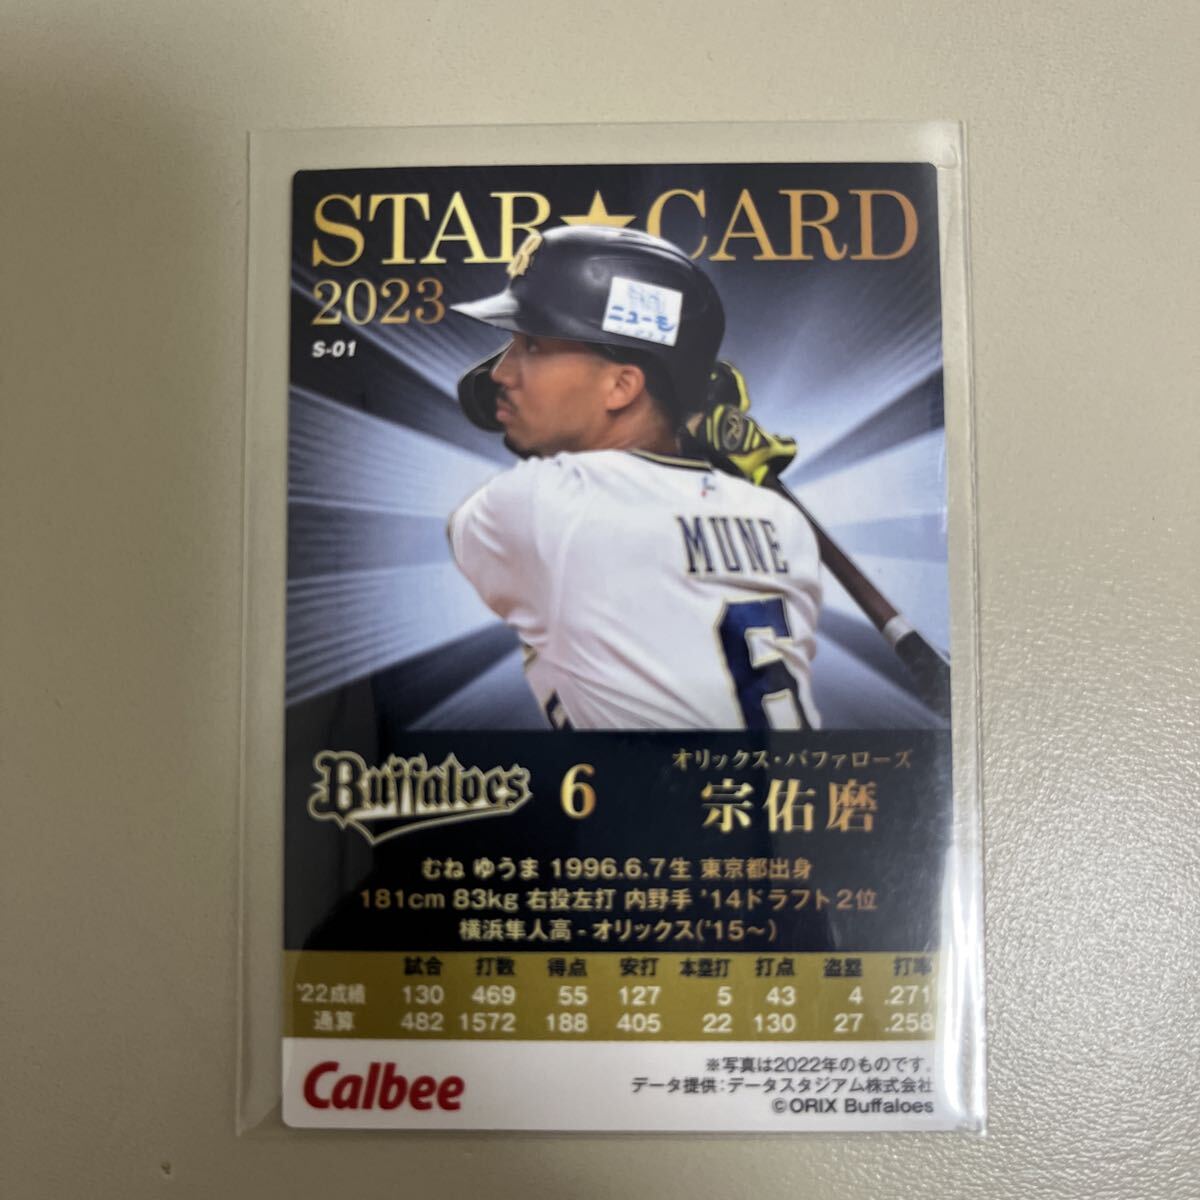 STAR★CARD
2023
S-01
B
ニューモ
MUNE
6
Buffaloes
6
オリックス・バファローズ
宗佑磨
むね ゆうま 1996.6.7生 東京都出身
181cm 83kg 右投左打 内野手 '14ドラフト2位
横浜隼人高 - オリックス('15〜)
試合 打数 得点 安打 本塁打 打点 盗塁 打率
'22成績 130 469 55 127 5 43 4 .271
通算 482 1572 188 405 22 130 27 .258
Calbee
※写真は2022年のものです。
データ提供：データスタジアム株式会社
©ORIX Buffaloes